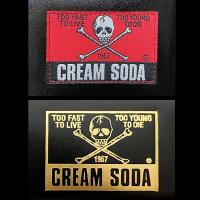 TOO FAST TOO YOUNG
TO LIVE TO DIE
1967
®
CREAM SODA
TOO FAST TOO YOUNG
TO LIVE TO DIE
1967
®
CREAM SODA